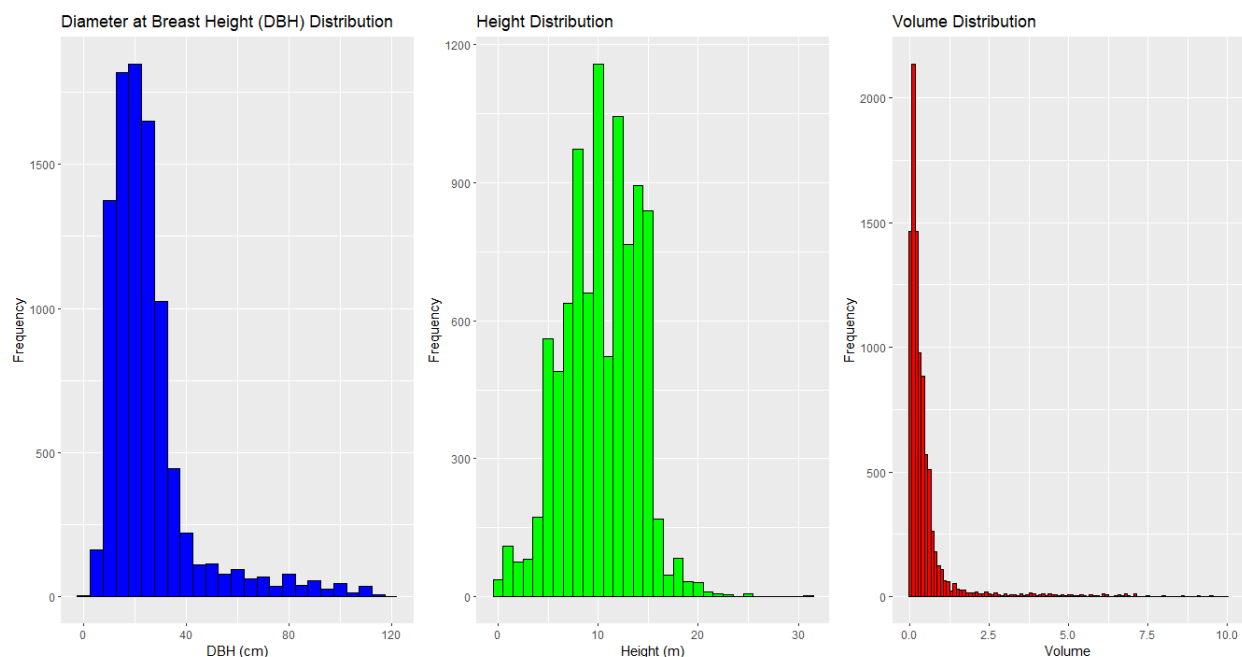 Diameter at Breast Height (DBH) Distribution
Frequency
1500
1000
500
0
0 40 80 120
DBH (cm)
Height Distribution
Frequency
1200
900
600
300
0
0 10 20 30
Height (m)
Volume Distribution
Frequency
2000
1500
1000
500
0
0.0 2.5 5.0 7.5 10.0
Volume